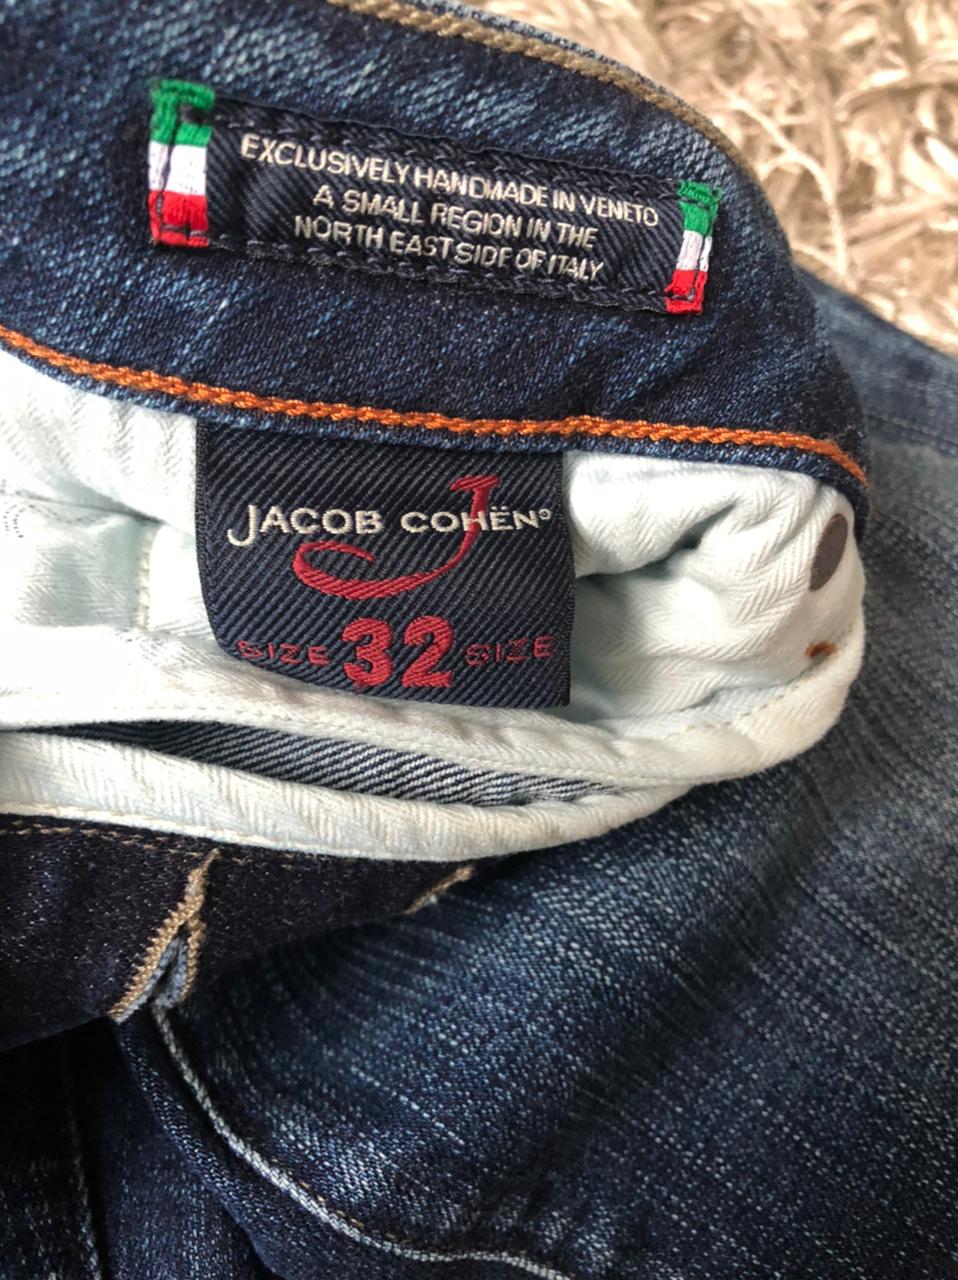 EXCLUSIVELY HANDMADE IN VENETO
A SMALL REGION IN THE
NORTH EAST SIDE OF ITALY
JACOB COHËN
J
SIZE 32 SIZE